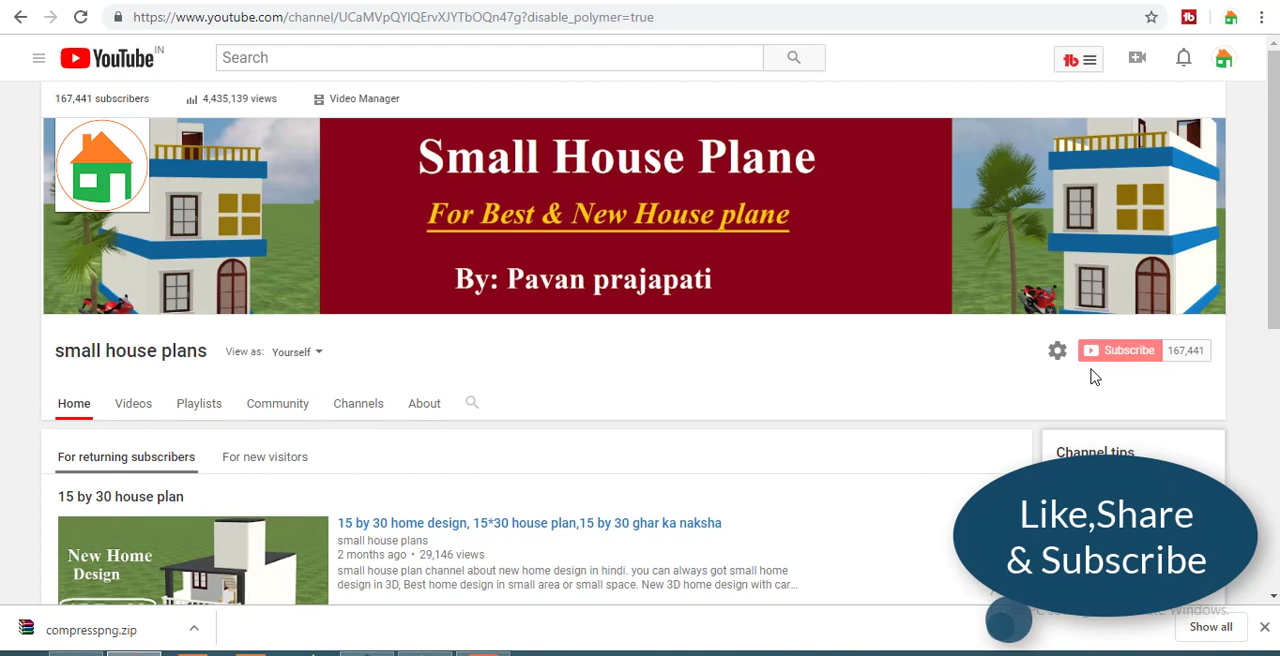 https://www.youtube.com/channel/UCaMVpQYlQErvXJYTbOQn47g?disable_polymer=true
YouTube IN
Search
167,441 subscribers
4,435,139 views
Video Manager
Small House Plane
For Best & New House plane
By: Pavan prajapati
small house plans
View as: Yourself
Subscribe 167,441
Home Videos Playlists Community Channels About
For returning subscribers
For new visitors
Channel tips
15 by 30 house plan
New Home
Design
15 by 30 home design, 15*30 house plan,15 by 30 ghar ka naksha
small house plans
2 months ago • 29,146 views
small house plan channel about new home design in hindi. you can always got small home
design in 3D, Best home design in small area or small space. New 3D home design with car...
Like,Share
& Subscribe
Windows.
compresspng.zip
Show all